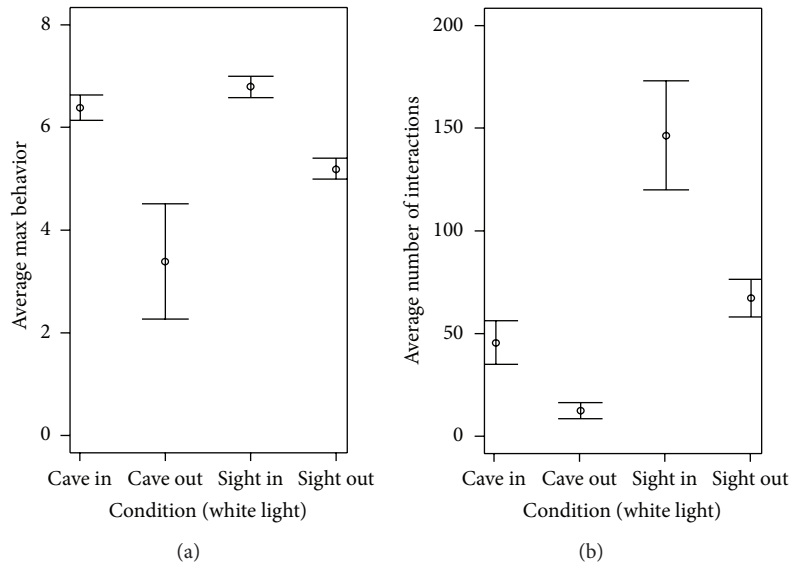 8
6
4
2
0
Average max behavior
Cave in
Cave out
Sight in
Sight out
Condition (white light)
(a)
200
150
100
50
0
Average number of interactions
Cave in
Cave out
Sight in
Sight out
Condition (white light)
(b)